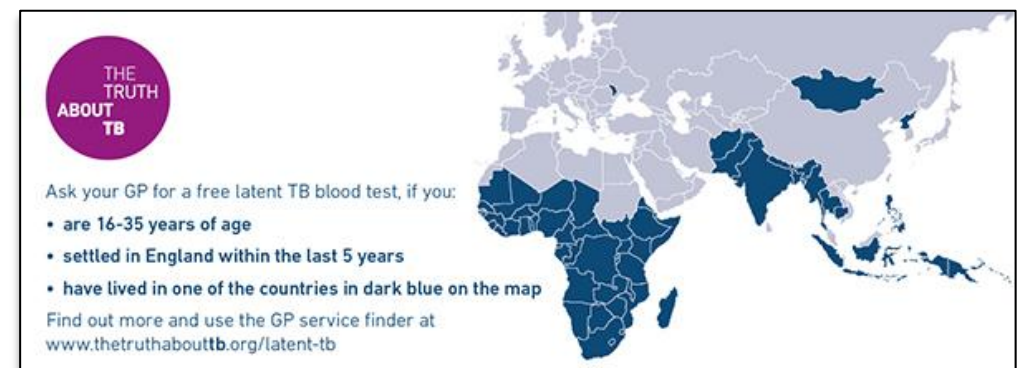 THE
TRUTH
ABOUT
TB
Ask your GP for a free latent TB blood test, if you:
• are 16-35 years of age
• settled in England within the last 5 years
• have lived in one of the countries in dark blue on the map
Find out more and use the GP service finder at
www.thetruthabouttb.org/latent-tb